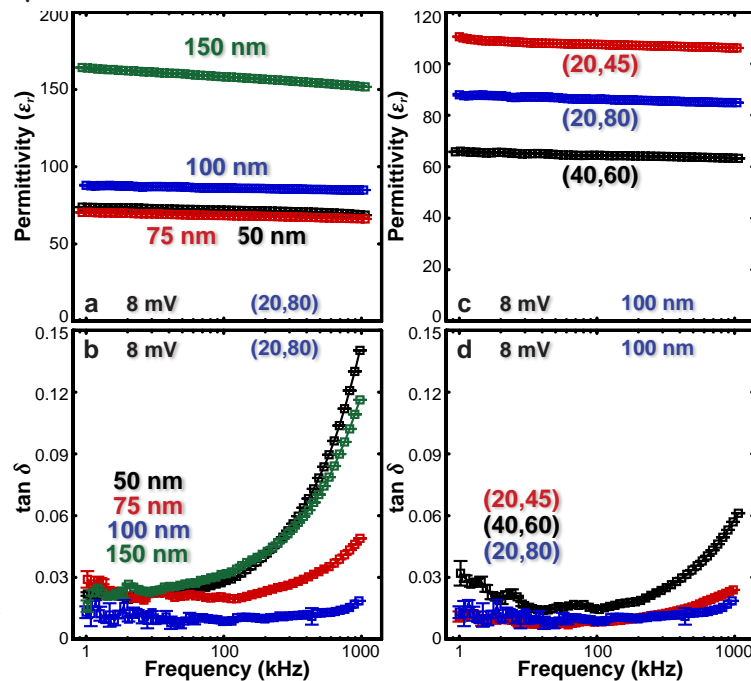 200
150
100
50
0
Permittivity (εr)
150 nm
100 nm
75 nm 50 nm
a 8 mV (20,80)
120
100
80
60
40
20
0
Permittivity (εr)
(20,45)
(20,80)
(40,60)
c 8 mV 100 nm
0.15
0.12
0.09
0.06
0.03
0
tan δ
b 8 mV (20,80)
50 nm
75 nm
100 nm
150 nm
1 100 1000
Frequency (kHz)
0.15
0.12
0.09
0.06
0.03
0
tan δ
d 8 mV 100 nm
(20,45)
(40,60)
(20,80)
1 100 1000
Frequency (kHz)